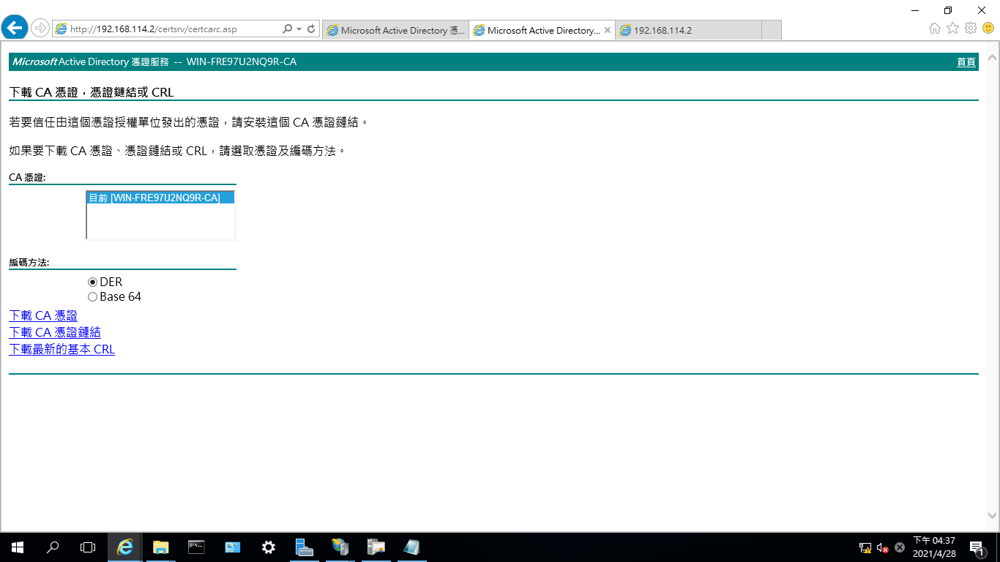 http://192.168.114.2/certsrv/certcarc.asp
Microsoft Active Directory 憑...
Microsoft Active Directory...
192.168.114.2
Microsoft Active Directory 憑證服務 -- WIN-FRE97U2NQ9R-CA
首頁
下載 CA 憑證，憑證鏈結或 CRL
若要信任由這個憑證授權單位發出的憑證，請安裝這個 CA 憑證鏈結。
如果要下載 CA 憑證、憑證鏈結或 CRL，請選取憑證及編碼方法。
CA 憑證:
目前 [WIN-FRE97U2NQ9R-CA]
編碼方法:
DER
Base 64
下載 CA 憑證
下載 CA 憑證鏈結
下載最新的基本 CRL
下午 04:37
2021/4/28
1